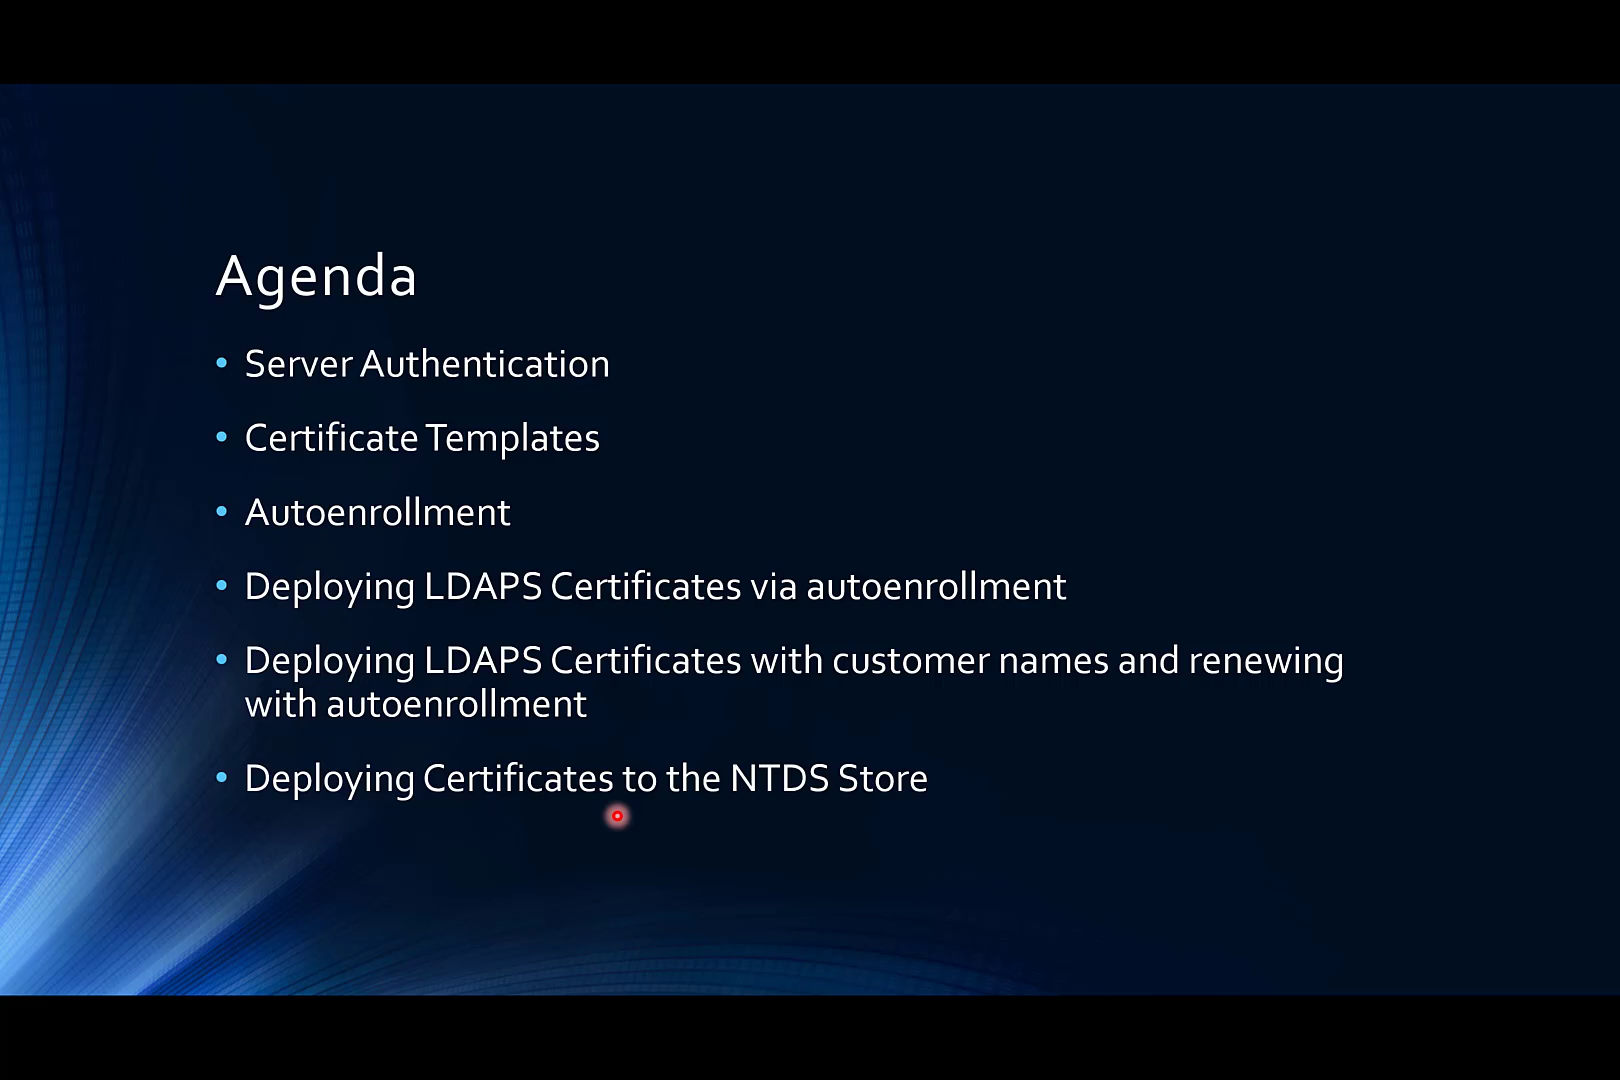 Agenda
• Server Authentication
• Certificate Templates
• Autoenrollment
• Deploying LDAPS Certificates via autoenrollment
• Deploying LDAPS Certificates with customer names and renewing
with autoenrollment
• Deploying Certificates to the NTDS Store